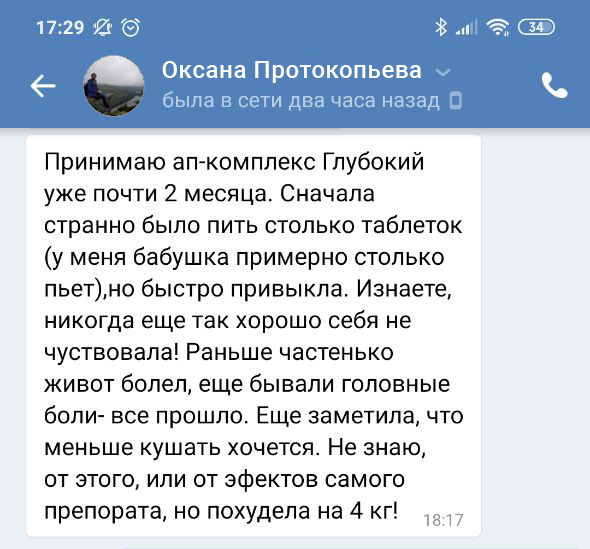 17:29
34
Оксана Протокопьева
была в сети два часа назад
Принимаю ап-комплекс Глубокий
уже почти 2 месяца. Сначала
странно было пить столько таблеток
(у меня бабушка примерно столько
пьет),но быстро привыкла. Изнаете,
никогда еще так хорошо себя не
чуствовала! Раньше частенько
живот болел, еще бывали головные
боли- все прошло. Еще заметила, что
меньше кушать хочется. Не знаю,
от этого, или от эфектов самого
препарата, но похудела на 4 кг!
18:17